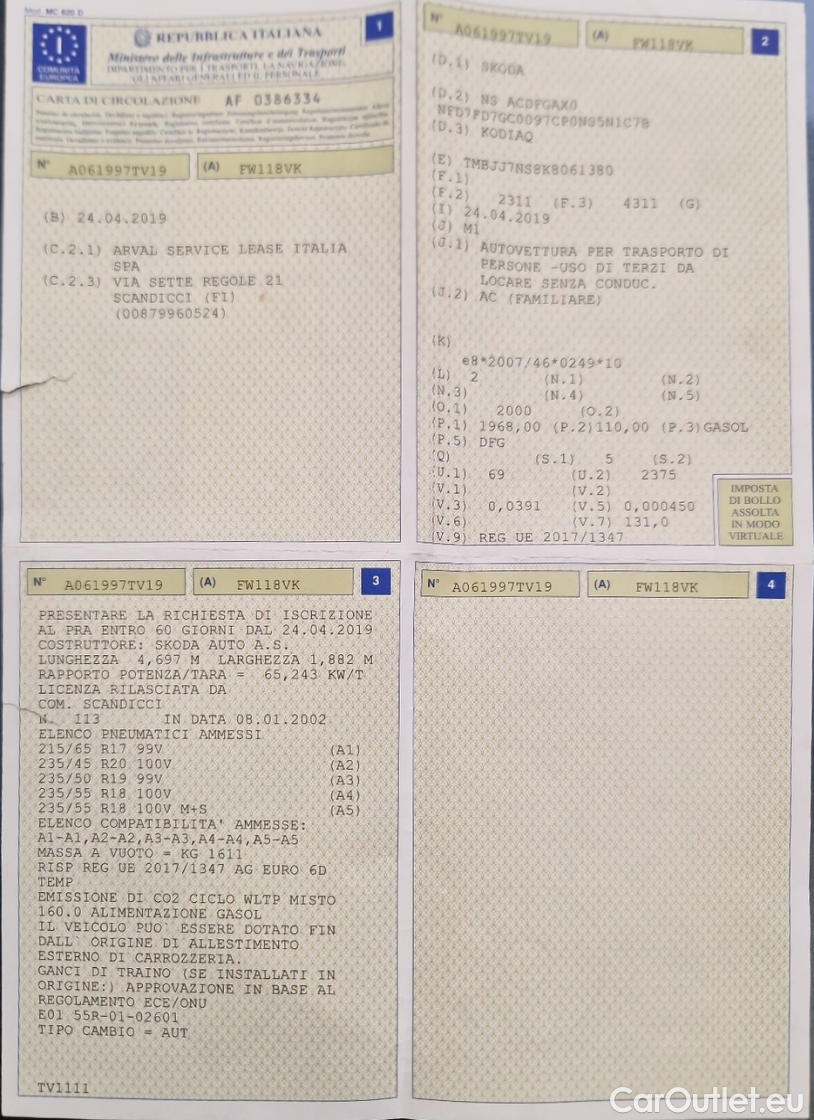 Mod. MC 820 D
1
REPUBBLICA ITALIANA
Ministero delle Infrastrutture e dei Trasporti
DIPARTIMENTO PER I TRASPORTI, LA NAVIGAZIONE,
GLI AFFARI GENERALI ED IL PERSONALE
I
COMUNITÀ
EUROPEA
CARTA DI CIRCOLAZIONE AF 0386334
N° A061997TV19 (A) FW118VK
(B) 24.04.2019
(C.2.1) ARVAL SERVICE LEASE ITALIA
SPA
(C.2.3) VIA SETTE REGOLE 21
SCANDICCI (FI)
(00879960524)
N° A061997TV19 (A) FW118VK 2
(D.1) SKODA
(D.2) NS ACDFGAX0
NFD7FD7GC0097CP0NG5N1C7B
(D.3) KODIAQ
(E) TMBJJ7NS8K8061380
(F.1)
(F.2) 2311 (F.3) 4311 (G)
(I) 24.04.2019
(J) M1
(J.1) AUTOVETTURA PER TRASPORTO DI
PERSONE -USO DI TERZI DA
LOCARE SENZA CONDUC.
(J.2) AC (FAMILIARE)
(K)
e8*2007/46*0249*10
(L) 2 (N.1) (N.2)
(N.3) (N.4) (N.5)
(O.1) 2000 (O.2)
(P.1) 1968,00 (P.2)110,00 (P.3)GASOL
(P.5) DFG
(Q) (S.1) 5 (S.2)
(U.1) 69 (U.2) 2375
(V.1) (V.2)
(V.3) 0,0391 (V.5) 0,000450
(V.6) (V.7) 131,0
(V.9) REG UE 2017/1347
IMPOSTA
DI BOLLO
ASSOLTA
IN MODO
VIRTUALE
N° A061997TV19 (A) FW118VK 3
PRESENTARE LA RICHIESTA DI ISCRIZIONE
AL PRA ENTRO 60 GIORNI DAL 24.04.2019
COSTRUTTORE: SKODA AUTO A.S.
LUNGHEZZA 4,697 M LARGHEZZA 1,882 M
RAPPORTO POTENZA/TARA = 65,243 KW/T
LICENZA RILASCIATA DA
COM. SCANDICCI
N. 113 IN DATA 08.01.2002
ELENCO PNEUMATICI AMMESSI
215/65 R17 99V (A1)
235/45 R20 100V (A2)
235/50 R19 99V (A3)
235/55 R18 100V (A4)
235/55 R18 100V M+S (A5)
ELENCO COMPATIBILITA' AMMESSE:
A1-A1,A2-A2,A3-A3,A4-A4,A5-A5
MASSA A VUOTO = KG 1611
RISP REG UE 2017/1347 AG EURO 6D
TEMP
EMISSIONE DI CO2 CICLO WLTP MISTO
160.0 ALIMENTAZIONE GASOL
IL VEICOLO PUO` ESSERE DOTATO FIN
DALL` ORIGINE DI ALLESTIMENTO
ESTERNO DI CARROZZERIA.
GANCI DI TRAINO (SE INSTALLATI IN
ORIGINE:) APPROVAZIONE IN BASE AL
REGOLAMENTO ECE/ONU
E01 55R-01-02601
TIPO CAMBIO = AUT
TV1111
N° A061997TV19 (A) FW118VK 4
CarOutlet.eu